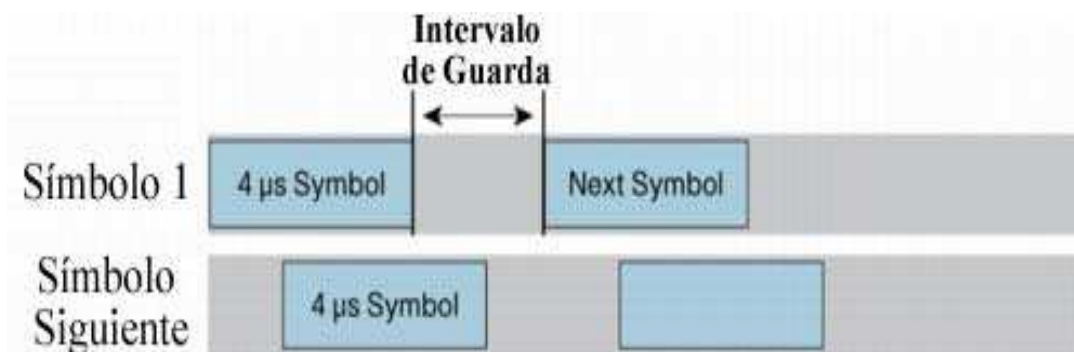 Intervalo
de Guarda
Símbolo 1
4 µs Symbol
Next Symbol
Símbolo
Siguiente
4 µs Symbol